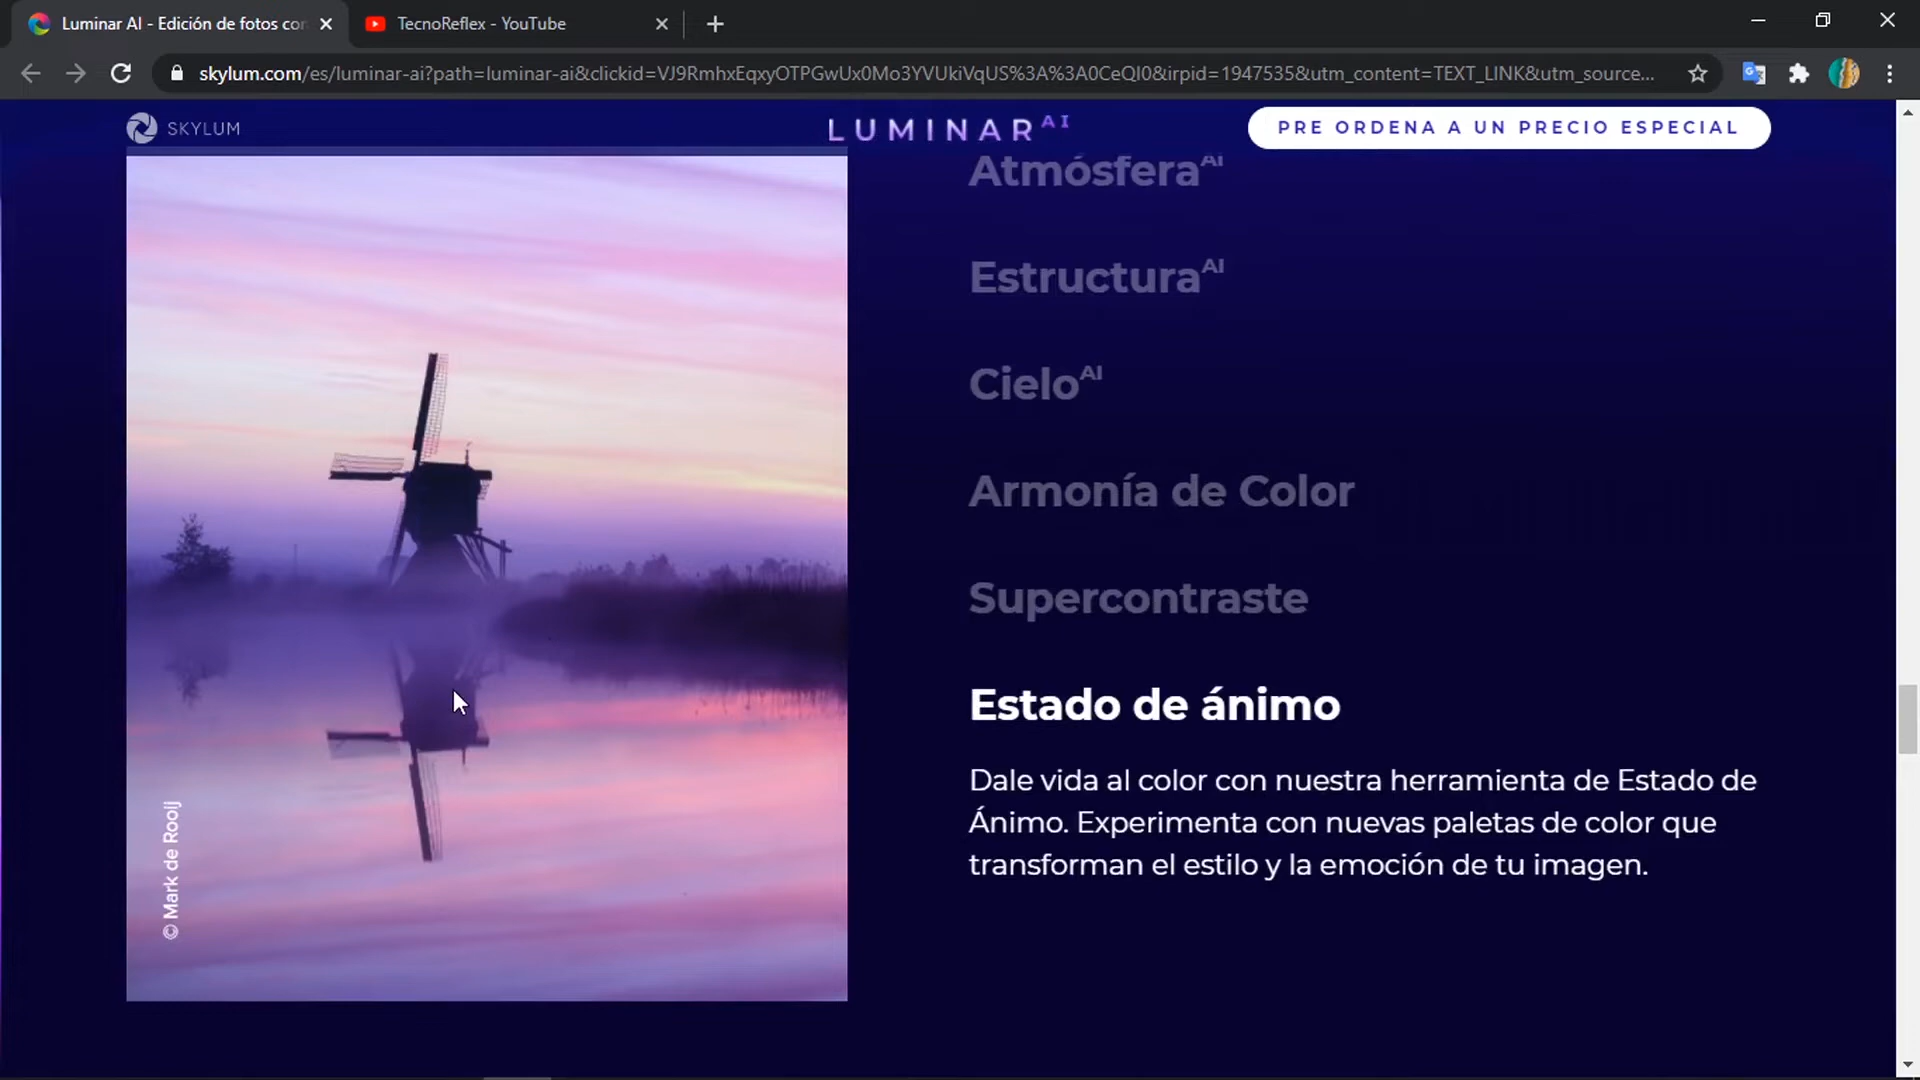 Luminar AI - Edición de fotos con
TecnoReflex - YouTube
skylum.com/es/luminar-ai?path=luminar-ai&clickid=VJ9RmhxEqxyOTPGwUx0Mo3YVUkiVqUS%3A%3A0CeQI0&irpid=1947535&utm_content=TEXT_LINK&utm_source...
SKYLUM
LUMINAR AI
PRE ORDENA A UN PRECIO ESPECIAL
Atmósfera AI
Estructura AI
Cielo AI
Armonía de Color
Supercontraste
Estado de ánimo
Dale vida al color con nuestra herramienta de Estado de
Ánimo. Experimenta con nuevas paletas de color que
transforman el estilo y la emoción de tu imagen.
© Mark de Rooij